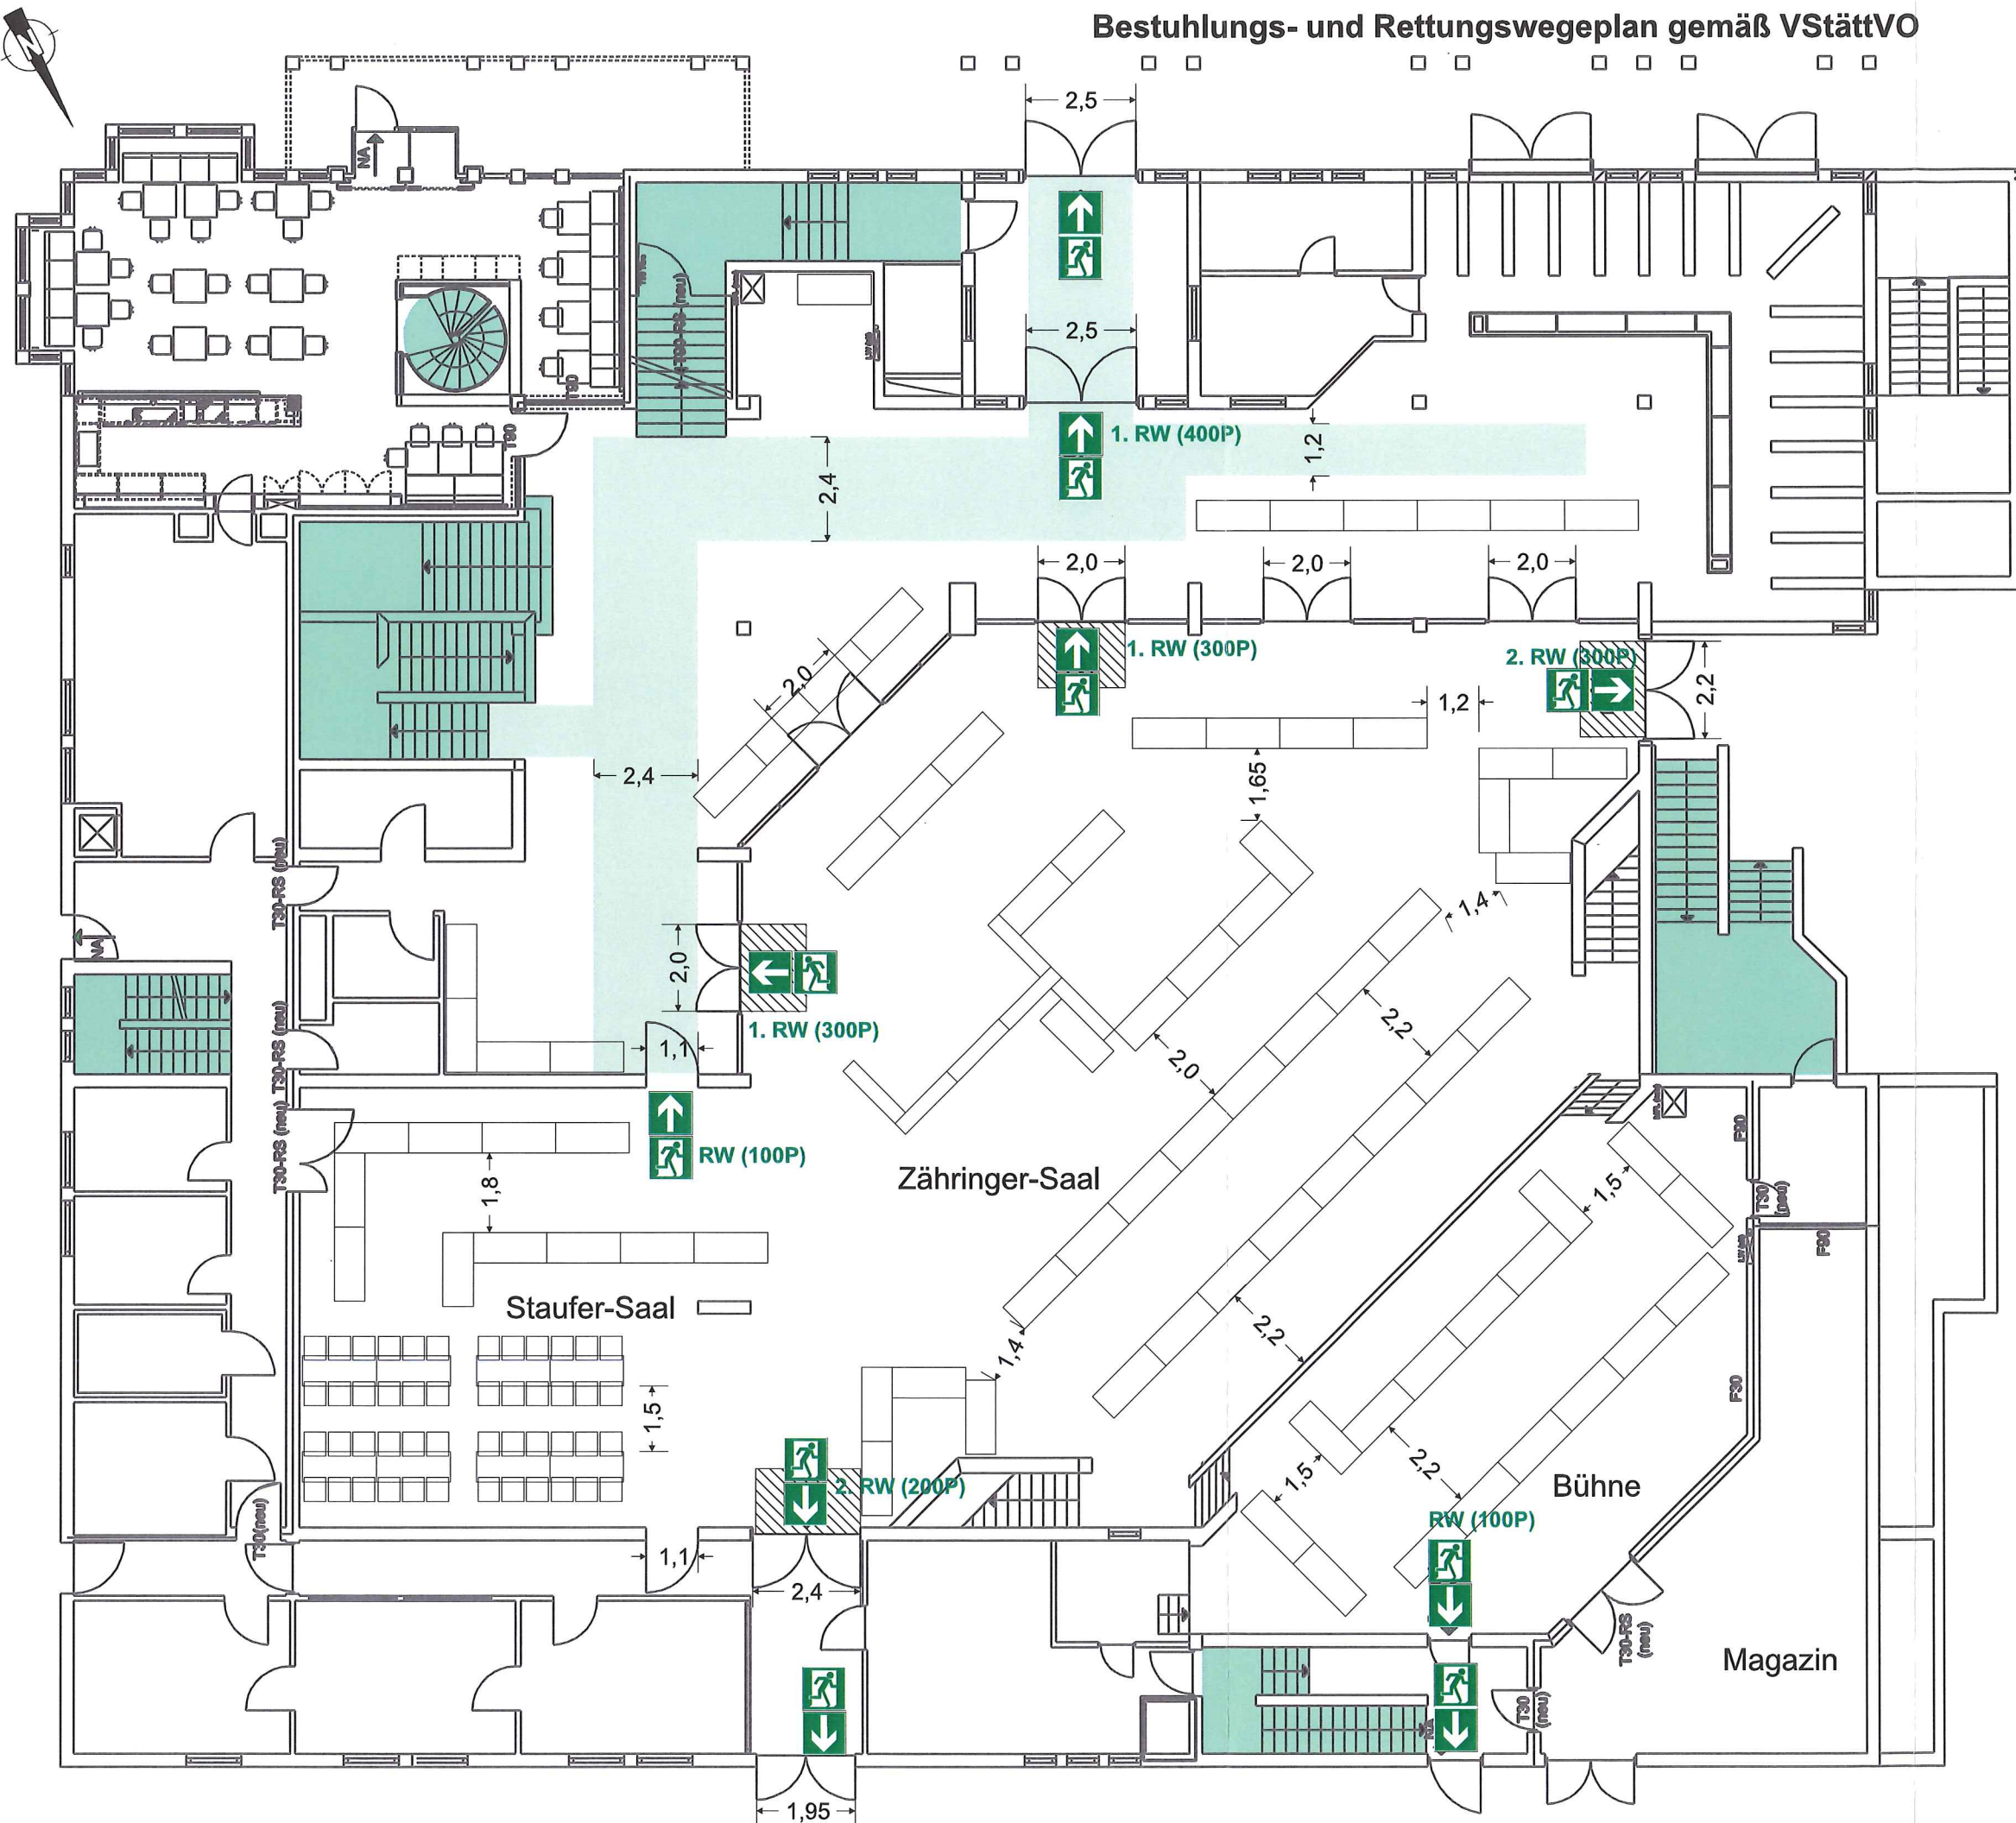 Bestuhlungs- und Rettungswegeplan gemäß VStättVO
N
2,5
NA
2,5
1. RW (400P)
1,2
T90
T90
2,4
2,0
2,0
2,0
1. RW (300P)
2. RW (300P)
2,2
2,0
1,2
2,4
1,65
T30-RS (neu)
1,4
NA
2,0
1. RW (300P)
2,2
1,1
2,0
T30-RS (neu)
T30-RS (neu)
RW (100P)
F90
Zähringer-Saal
1,8
1,5
T30
(neu)
F90
Staufer-Saal
2,2
1,4
F30
1,5
2. RW (200P)
1,5
2,2
Bühne
RW (100P)
T30(neu)
1,1
2,4
T30-RS
(neu)
Magazin
T30
(neu)
1,95